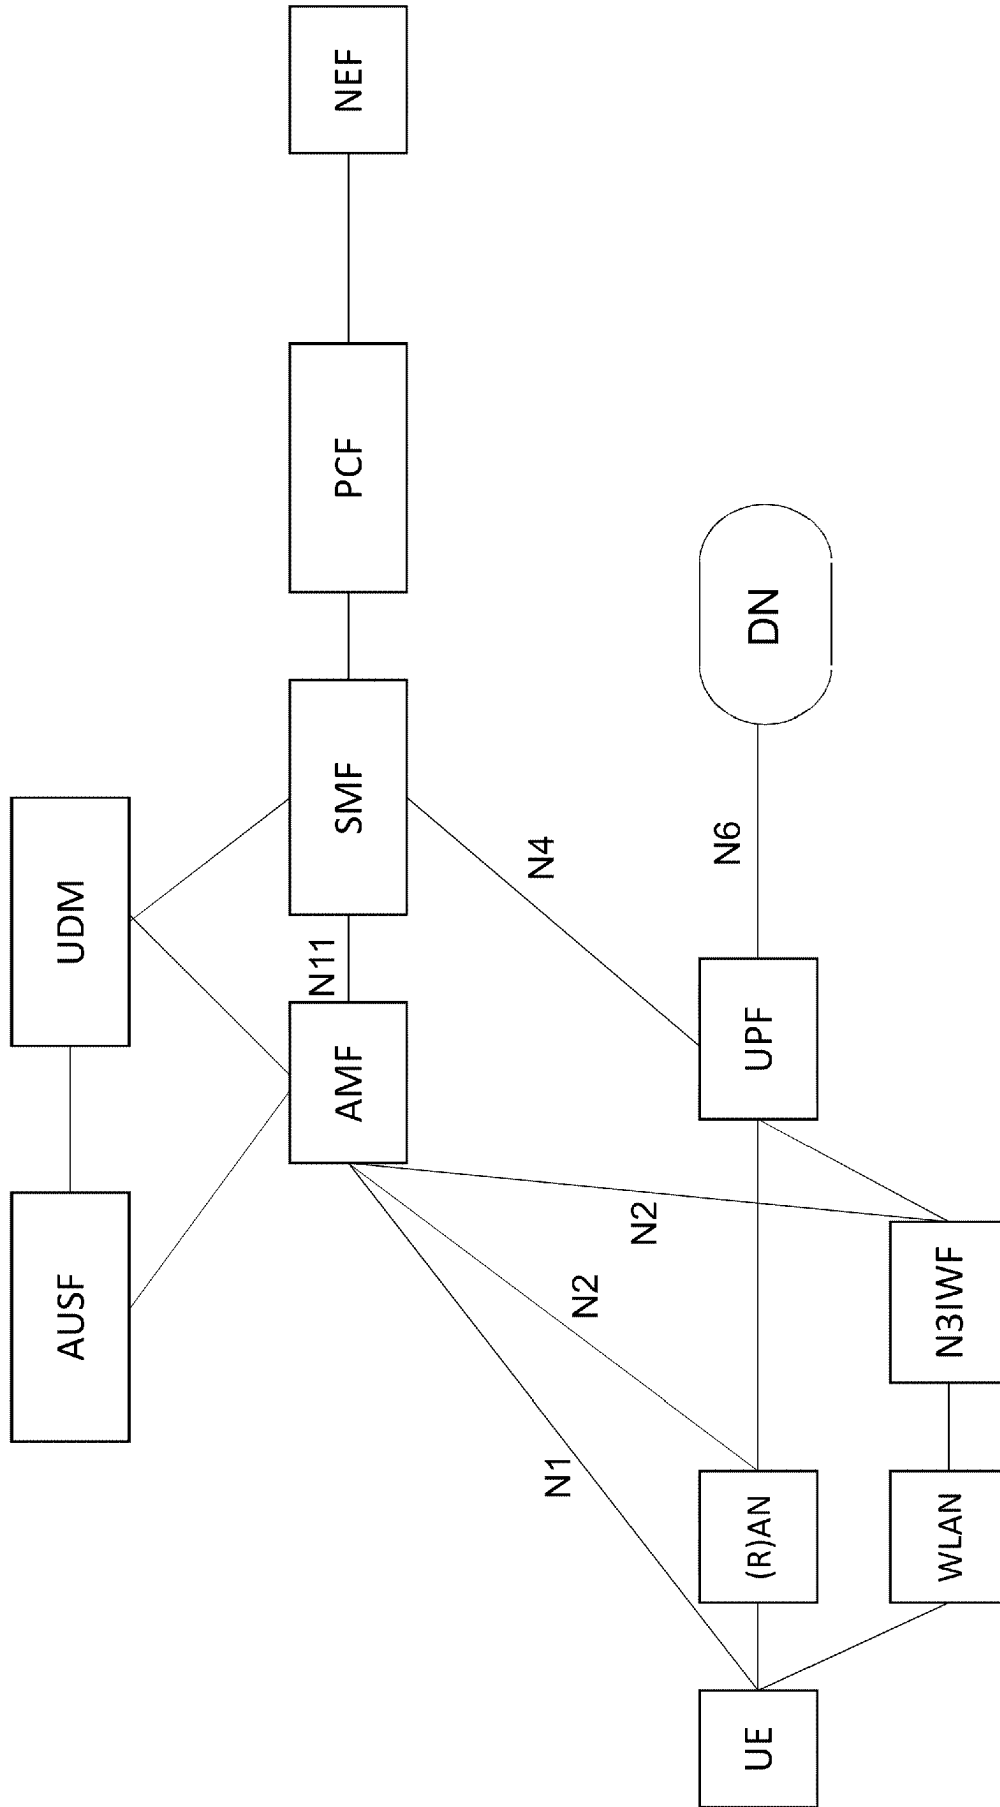 AUSF
UDM
AMF
N11
SMF
PCF
NEF
N1
N2
N2
N4
UE
(R)AN
UPF
N6
DN
WLAN
N3IWF